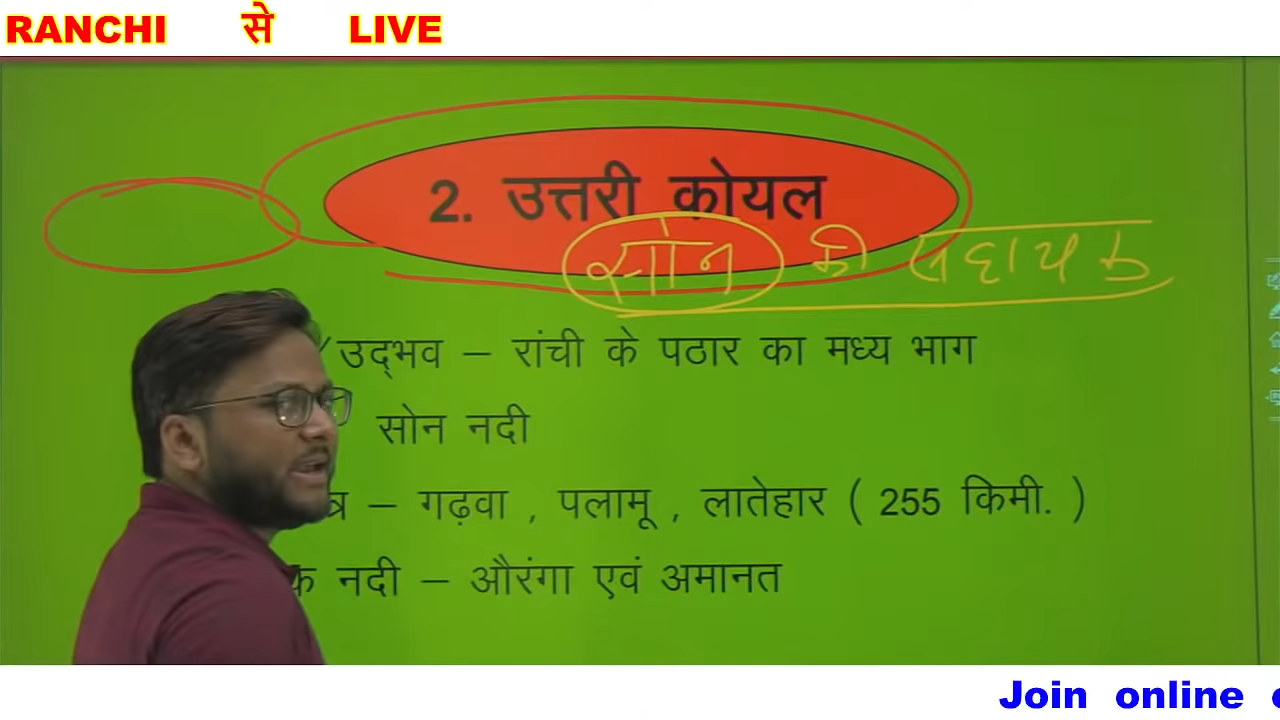 RANCHI से LIVE
2. उत्तरी कोयल
सोन की सहायक
उद्भव – रांची के पठार का मध्य भाग
सोन नदी
– गढ़वा , पलामू , लातेहार ( 255 किमी. )
नदी – औरंगा एवं अमानत
Join online